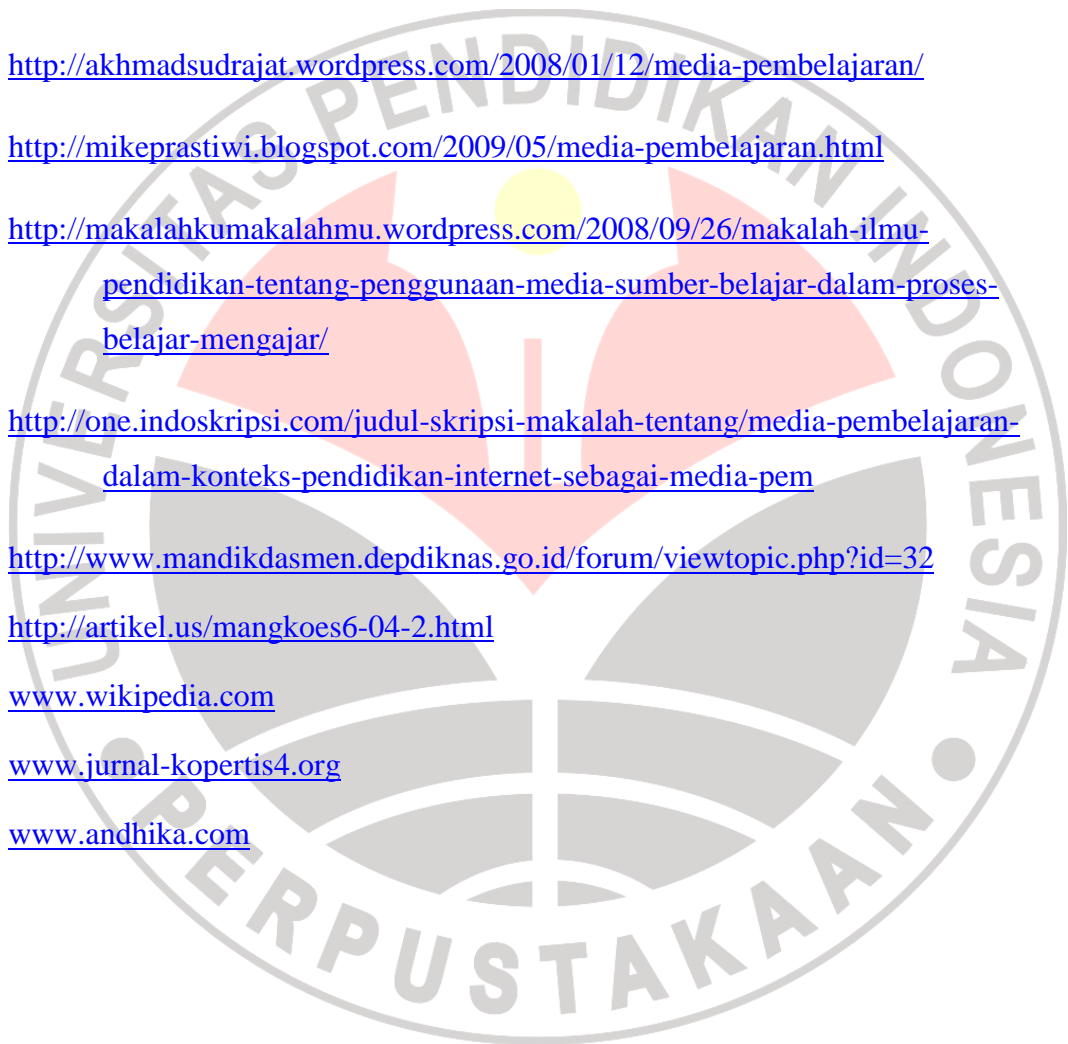 http://akhmadsudrajat.wordpress.com/2008/01/12/media-pembelajaran/
http://mikeprastiwi.blogspot.com/2009/05/media-pembelajaran.html
http://makalahkumakalahmu.wordpress.com/2008/09/26/makalah-ilmu-
pendidikan-tentang-penggunaan-media-sumber-belajar-dalam-proses-
belajar-mengajar/
http://one.indoskripsi.com/judul-skripsi-makalah-tentang/media-pembelajaran-
dalam-konteks-pendidikan-internet-sebagai-media-pem
http://www.mandikdasmen.depdiknas.go.id/forum/viewtopic.php?id=32
http://artikel.us/mangkoes6-04-2.html
www.wikipedia.com
www.jurnal-kopertis4.org
www.andhika.com
UNIVERSITAS PENDIDIKAN INDONESIA
PERPUSTAKAAN